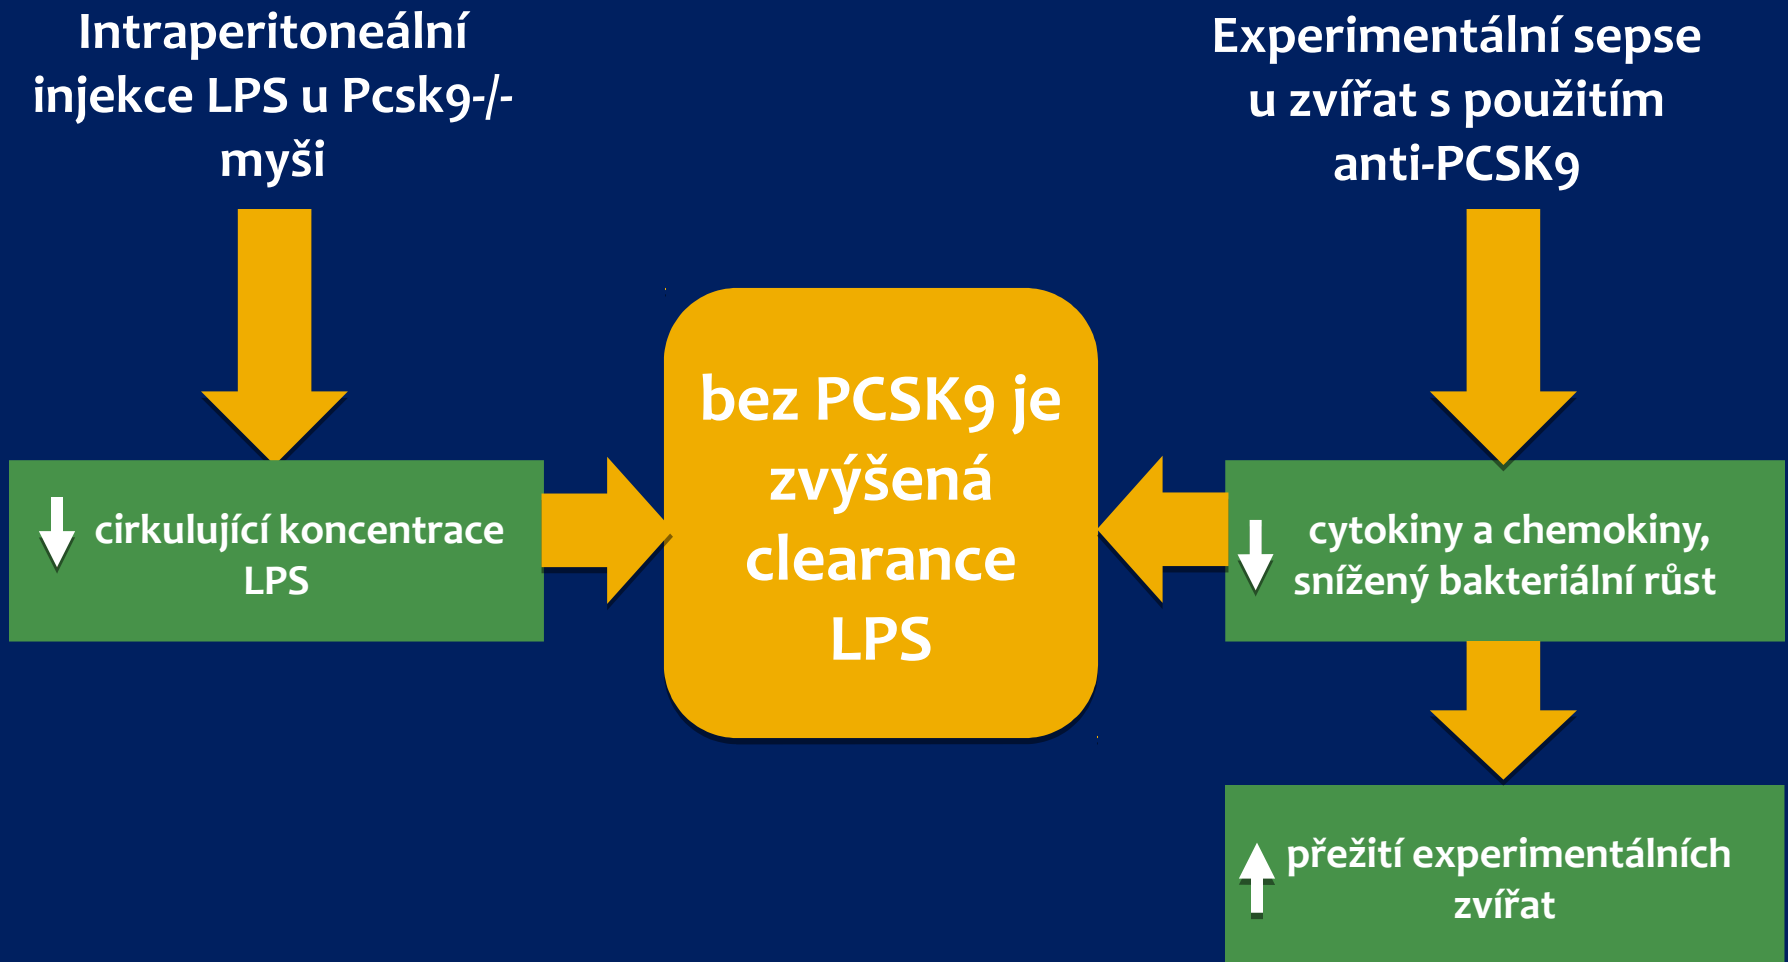 Intraperitoneální
injekce LPS u Pcsk9-/-
myši
Experimentální sepse
u zvířat s použitím
anti-PCSK9
bez PCSK9 je
zvýšená
clearance
LPS
cirkulující koncentrace
LPS
cytokiny a chemokiny,
snížený bakteriální růst
přežití experimentálních
zvířat